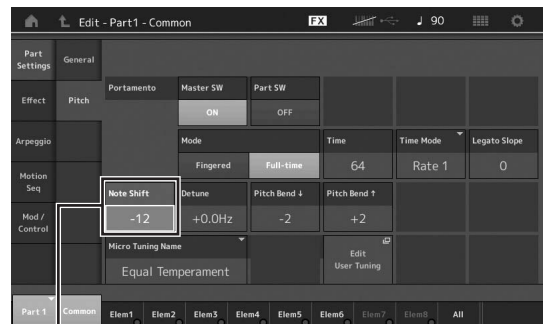 Edit - Part1 - Common FX 90
Part Settings General
Portamento Master SW Part SW
ON OFF
Effect Pitch
Arpeggio Mode Time Time Mode Legato Slope
Fingered Full-time 64 Rate 1 0
Motion Seq
Note Shift Detune Pitch Bend ↓ Pitch Bend ↑
-12 +0.0Hz -2 +2
Mod / Control
Micro Tuning Name
Equal Temperament
Edit User Tuning
Part 1 Common Elem1 Elem2 Elem3 Elem4 Elem5 Elem6 Elem7 Elem8 All